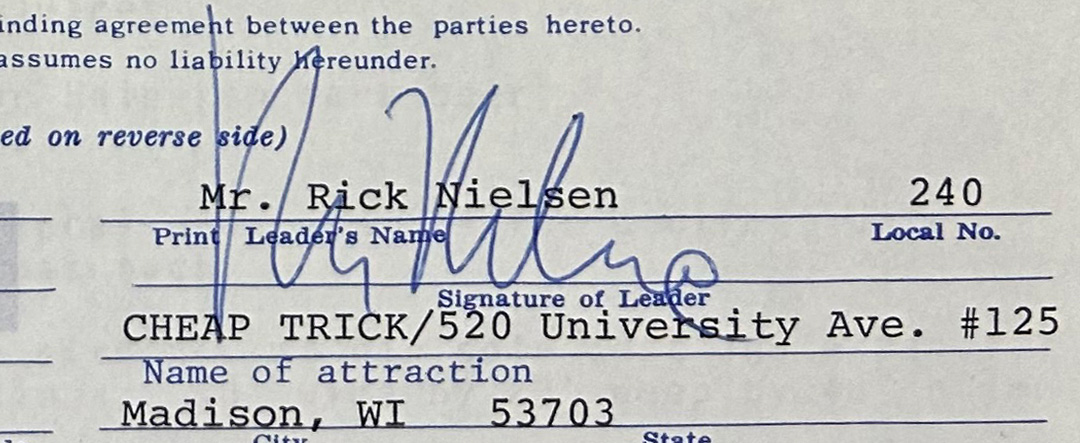 inding agreement between the parties hereto.
assumes no liability hereunder.
ed on reverse side)
Mr. Rick Nielsen 240
Print Leader's Name Local No.
Signature of Leader
CHEAP TRICK/520 University Ave. #125
Name of attraction
Madison, WI 53703
City State